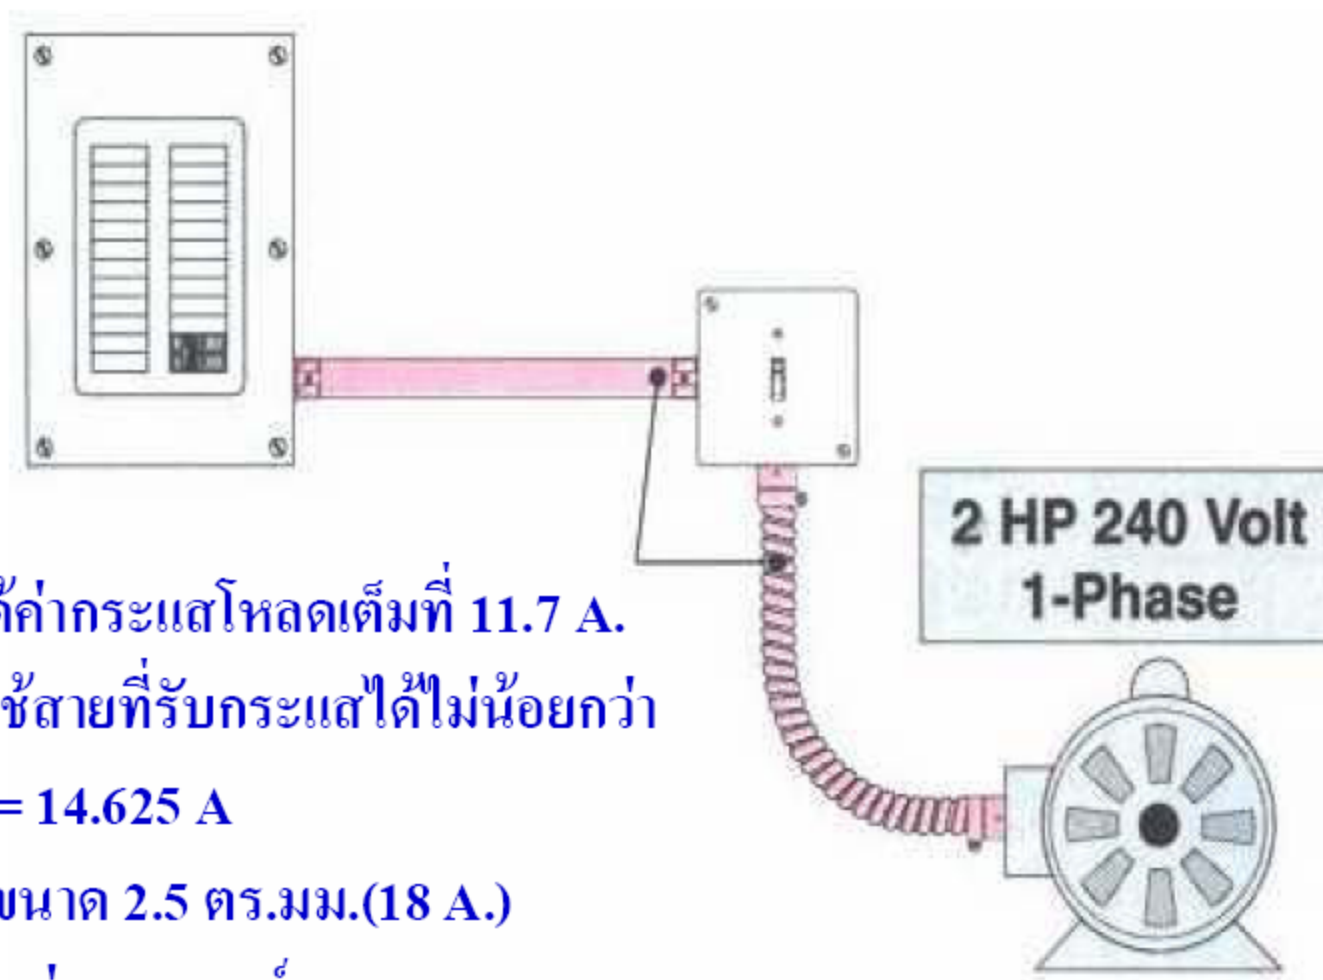 2 HP 240 Volt
1-Phase
ค่ากระแสโหลดเต็มที่ 11.7 A.
สายที่รับกระแสได้ไม่น้อยกว่า
= 14.625 A
ขนาด 2.5 ตร.มม.(18 A.)